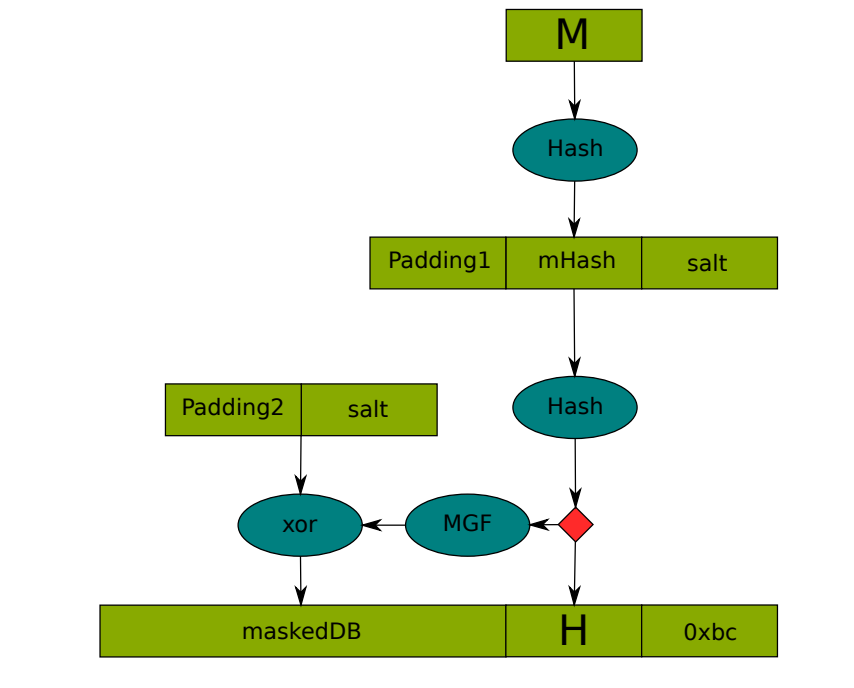 M
Hash
Padding1 mHash salt
Padding2 salt
Hash
xor MGF
maskedDB H 0xbc